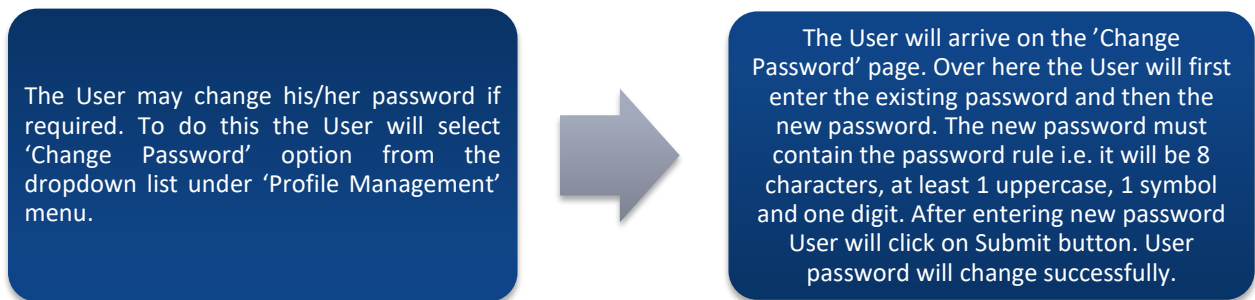 The User may change his/her password if
required. To do this the User will select
‘Change Password’ option from the
dropdown list under ‘Profile Management’
menu.
The User will arrive on the ’Change
Password’ page. Over here the User will first
enter the existing password and then the
new password. The new password must
contain the password rule i.e. it will be 8
characters, at least 1 uppercase, 1 symbol
and one digit. After entering new password
User will click on Submit button. User
password will change successfully.